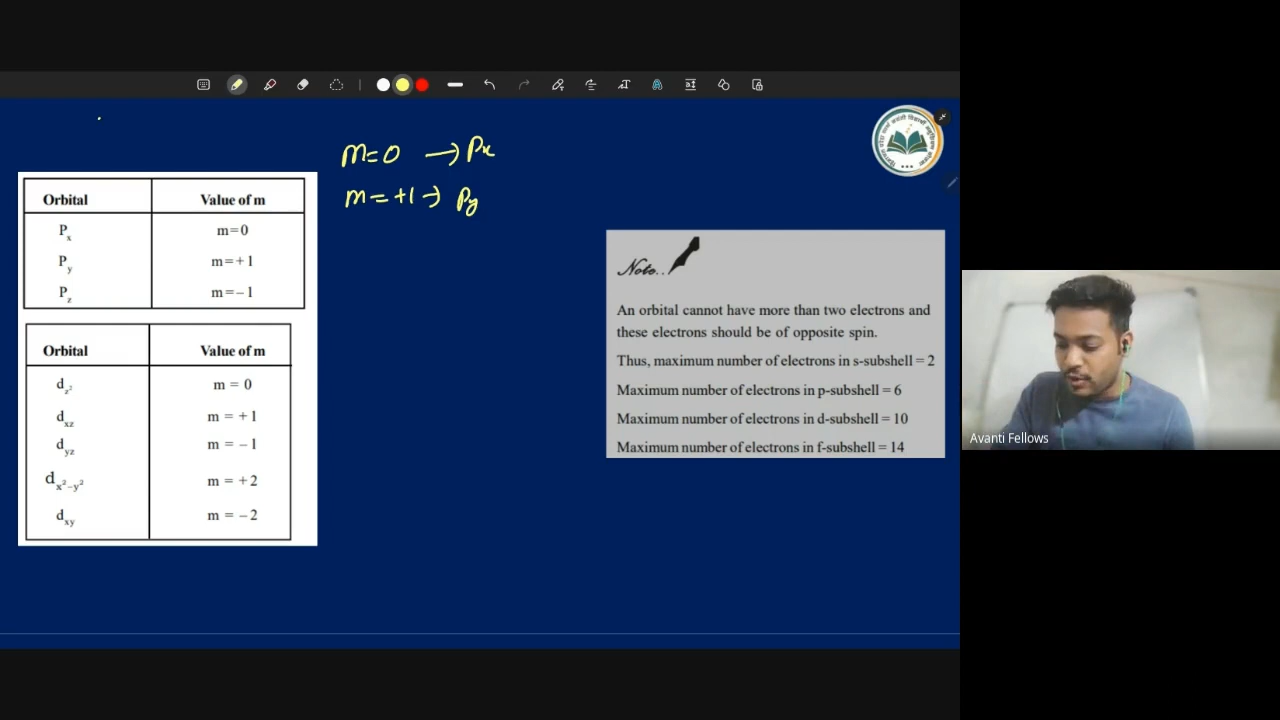 m=0 → Px
m=+1→ Py
Orbital Value of m
Px m=0
Py m=+1
Pz m=−1
Orbital Value of m
dz² m = 0
dxz m = +1
dyz m = −1
dx²−y² m = +2
dxy m = −2
Note..
An orbital cannot have more than two electrons and
these electrons should be of opposite spin.
Thus, maximum number of electrons in s-subshell = 2
Maximum number of electrons in p-subshell = 6
Maximum number of electrons in d-subshell = 10
Maximum number of electrons in f-subshell = 14
Avanti Fellows